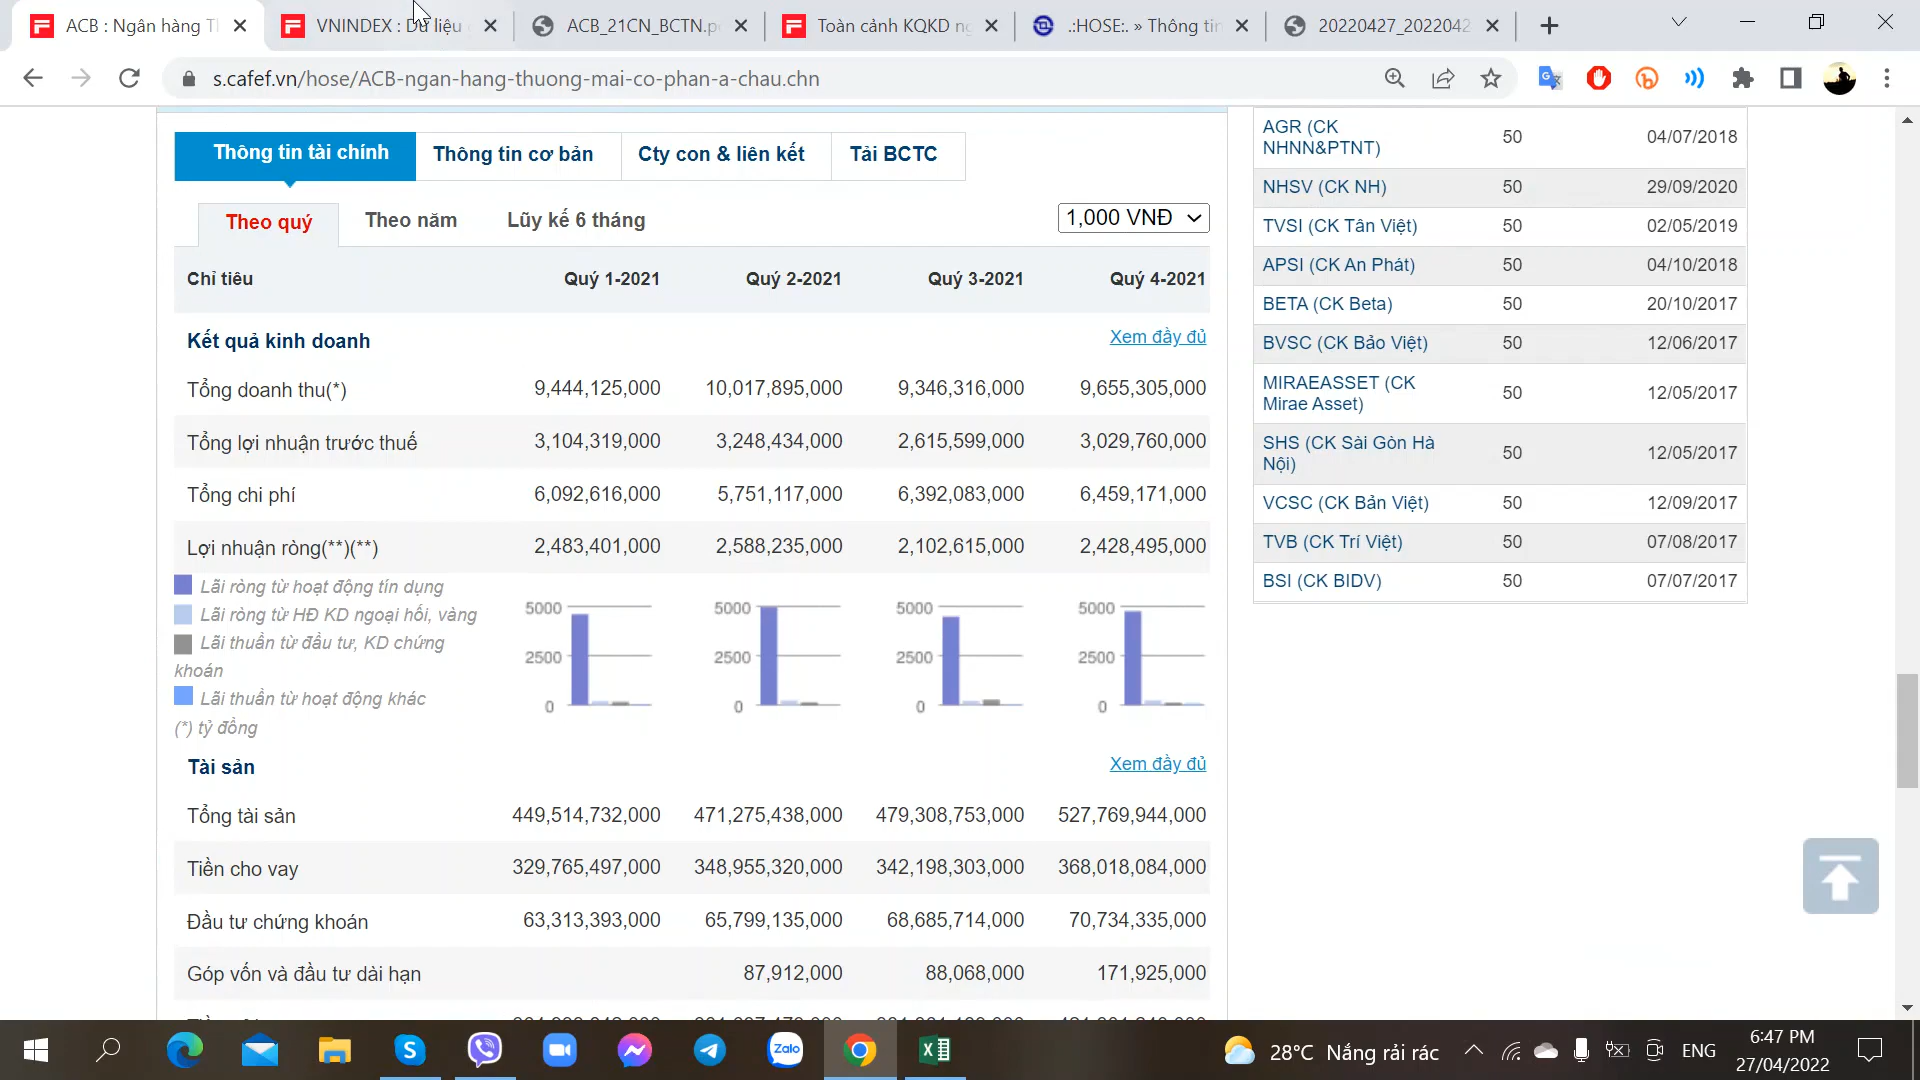 ACB : Ngân hàng Th
VNINDEX : Dữ liệu
ACB_21CN_BCTN.p
Toàn cảnh KQKD ng
.:HOSE:. » Thông tin
20220427_2022042
s.cafef.vn/hose/ACB-ngan-hang-thuong-mai-co-phan-a-chau.chn
Thông tin tài chính
Thông tin cơ bản
Cty con & liên kết
Tải BCTC
Theo quý
Theo năm
Lũy kế 6 tháng
1,000 VNĐ
Chỉ tiêu Quý 1-2021 Quý 2-2021 Quý 3-2021 Quý 4-2021
Kết quả kinh doanh Xem đầy đủ
Tổng doanh thu(*) 9,444,125,000 10,017,895,000 9,346,316,000 9,655,305,000
Tổng lợi nhuận trước thuế 3,104,319,000 3,248,434,000 2,615,599,000 3,029,760,000
Tổng chi phí 6,092,616,000 5,751,117,000 6,392,083,000 6,459,171,000
Lợi nhuận ròng(**)(**) 2,483,401,000 2,588,235,000 2,102,615,000 2,428,495,000
Lãi ròng từ hoạt động tín dụng
Lãi ròng từ HĐ KD ngoại hối, vàng
Lãi thuần từ đầu tư, KD chứng
khoán
Lãi thuần từ hoạt động khác
(*) tỷ đồng
5000 5000 5000 5000
2500 2500 2500 2500
0 0 0 0
Tài sản Xem đầy đủ
Tổng tài sản 449,514,732,000 471,275,438,000 479,308,753,000 527,769,944,000
Tiền cho vay 329,765,497,000 348,955,320,000 342,198,303,000 368,018,084,000
Đầu tư chứng khoán 63,313,393,000 65,799,135,000 68,685,714,000 70,734,335,000
Góp vốn và đầu tư dài hạn 87,912,000 88,068,000 171,925,000
AGR (CK
NHNN&PTNT) 50 04/07/2018
NHSV (CK NH) 50 29/09/2020
TVSI (CK Tân Việt) 50 02/05/2019
APSI (CK An Phát) 50 04/10/2018
BETA (CK Beta) 50 20/10/2017
BVSC (CK Bảo Việt) 50 12/06/2017
MIRAEASSET (CK
Mirae Asset) 50 12/05/2017
SHS (CK Sài Gòn Hà
Nội) 50 12/05/2017
VCSC (CK Bản Việt) 50 12/09/2017
TVB (CK Trí Việt) 50 07/08/2017
BSI (CK BIDV) 50 07/07/2017
Zalo
28°C Nắng rải rác
ENG
6:47 PM
27/04/2022